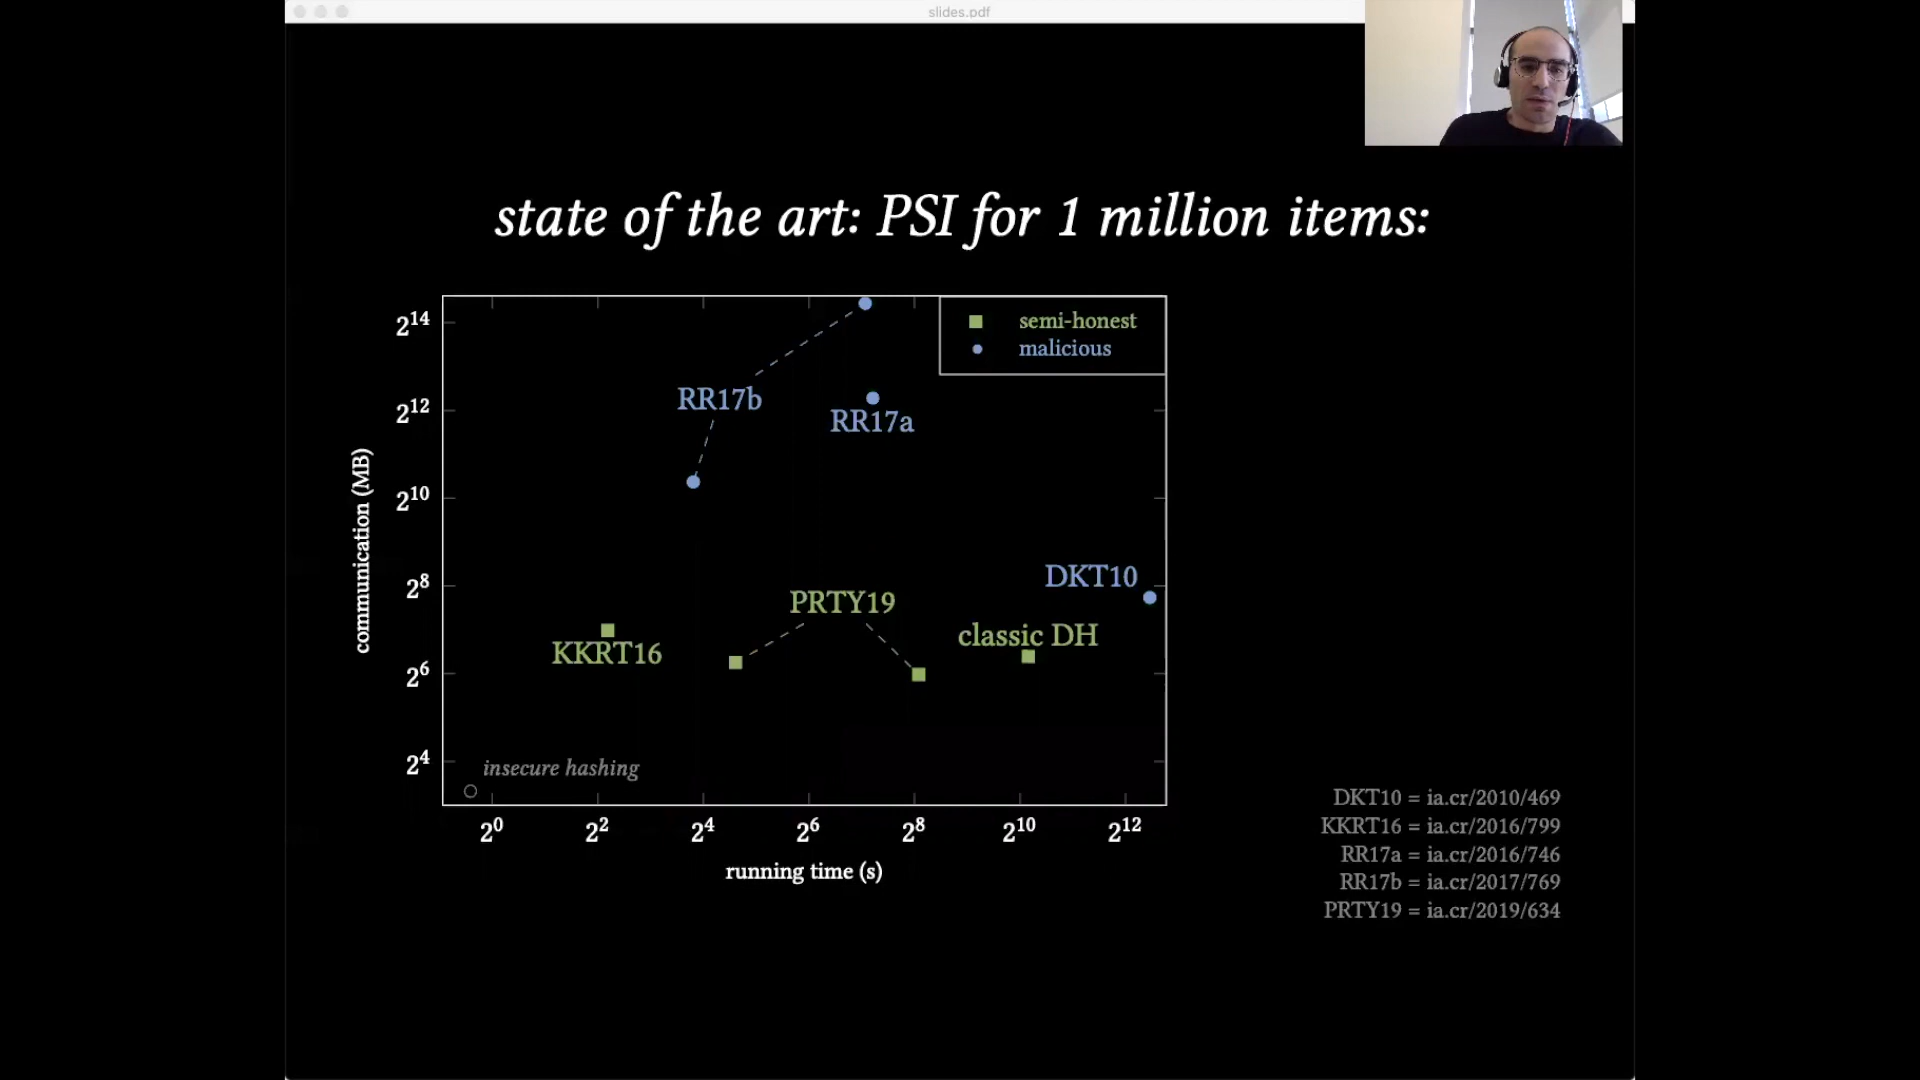 slides.pdf
state of the art: PSI for 1 million items:
semi-honest
malicious
RR17b
RR17a
DKT10
PRTY19
classic DH
KKRT16
insecure hashing
communication (MB)
2^14
2^12
2^10
2^8
2^6
2^4
2^0 2^2 2^4 2^6 2^8 2^10 2^12
running time (s)
DKT10 = ia.cr/2010/469
KKRT16 = ia.cr/2016/799
RR17a = ia.cr/2016/746
RR17b = ia.cr/2017/769
PRTY19 = ia.cr/2019/634